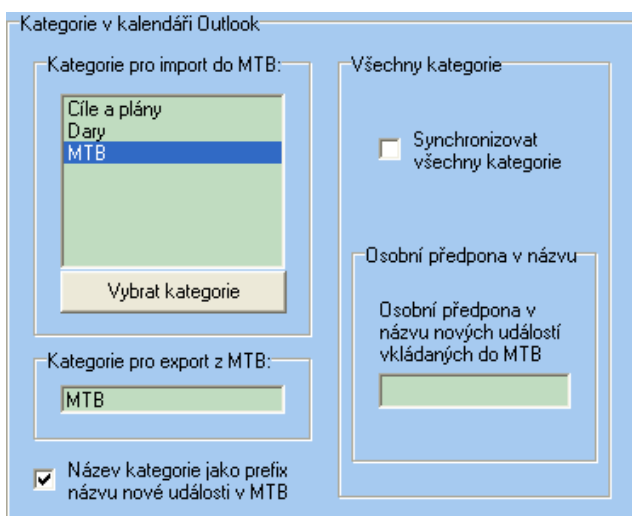 Kategorie v kalendáři Outlook
Kategorie pro import do MTB:
Cíle a plány
Dary
MTB
Vybrat kategorie
Kategorie pro export z MTB:
MTB
Název kategorie jako prefix
názvu nové události v MTB
Všechny kategorie
Synchronizovat
všechny kategorie
Osobní předpona v názvu
Osobní předpona v
názvu nových událostí
vkládaných do MTB